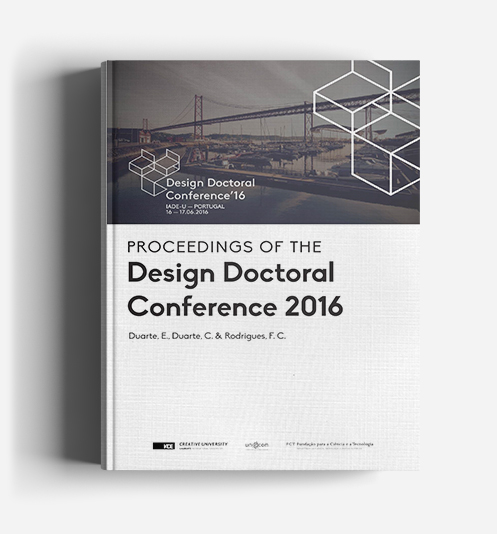 Design Doctoral
Conference'16
IADE-U — PORTUGAL
16 — 17.06.2016
PROCEEDINGS OF THE
Design Doctoral
Conference 2016
Duarte, E., Duarte, C. & Rodrigues, F. C.
CREATIVE UNIVERSITY
FCT Fundação para a Ciência e a Tecnologia